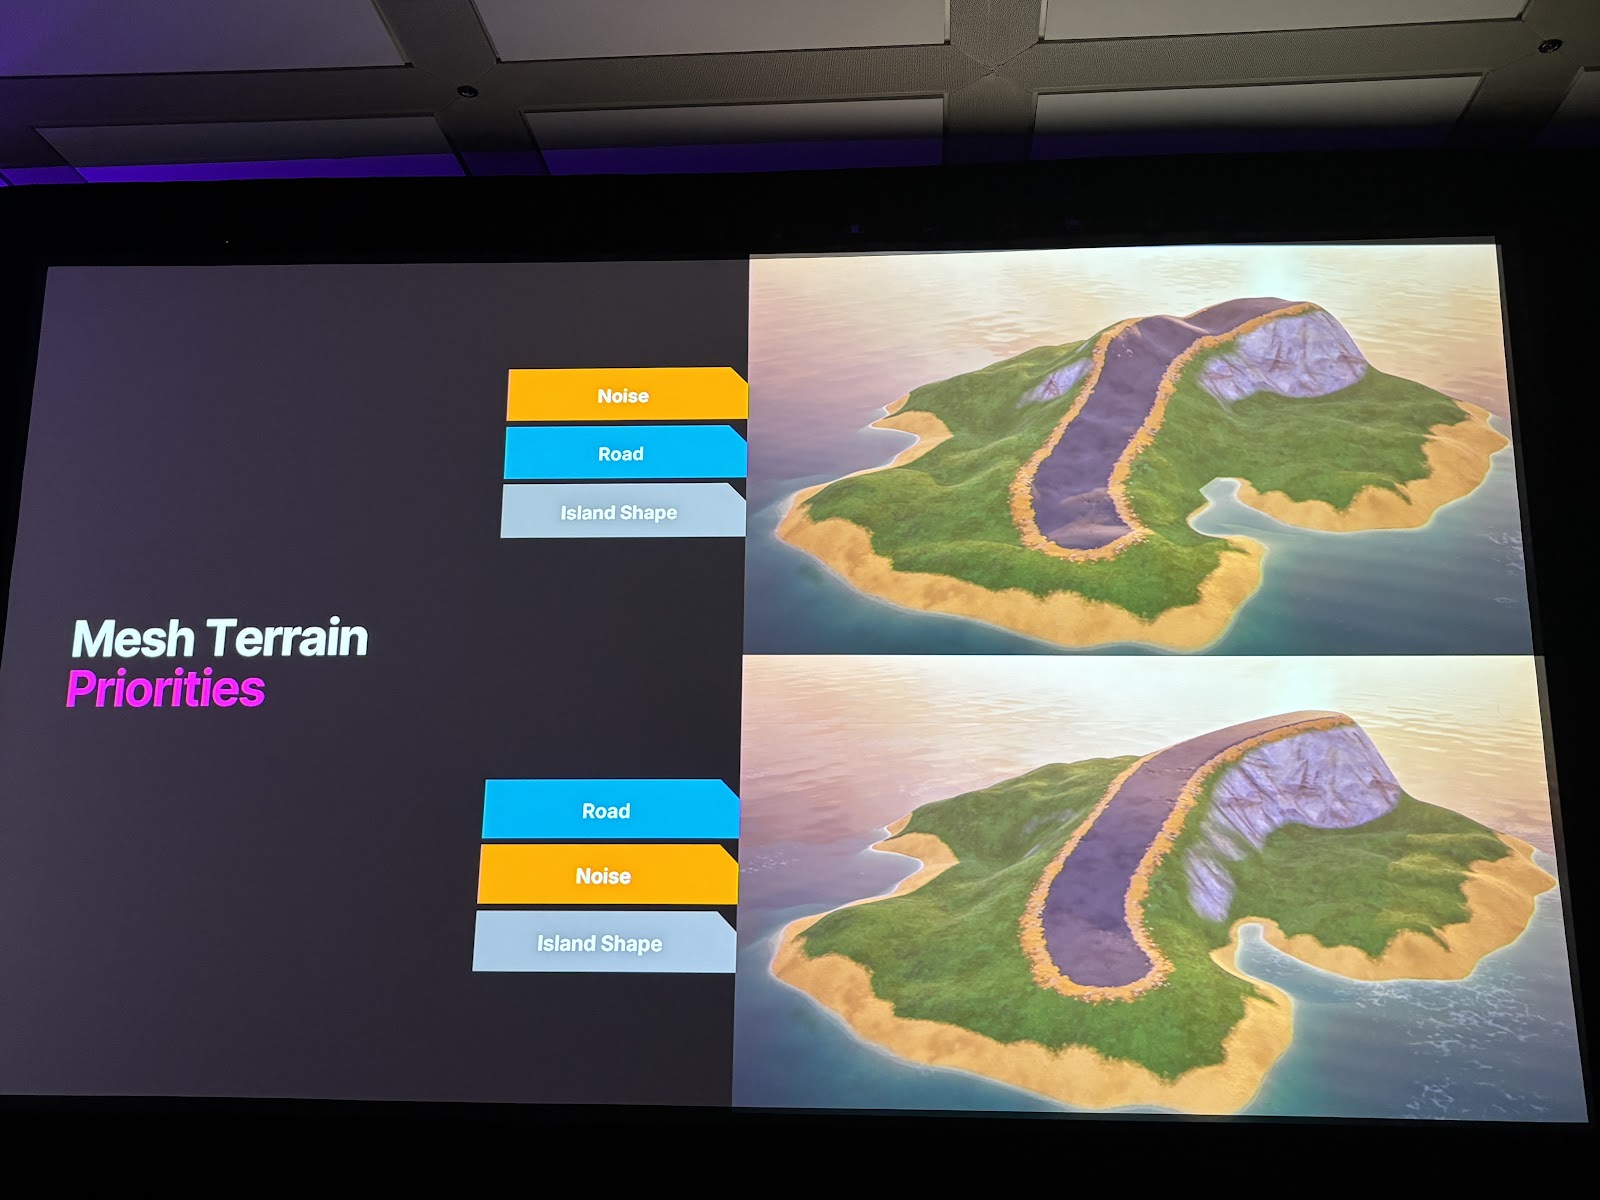 Noise
Road
Island Shape
Mesh Terrain
Priorities
Road
Noise
Island Shape